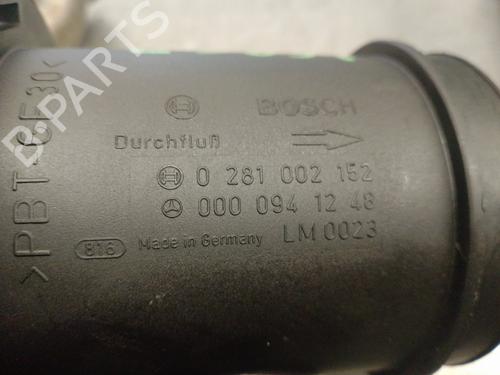 BOSCH
Durchfluß
0 281 002 152
000 094 12 48
816 Made in Germany LM 0023
>PBT-GF30<
B-PARTS